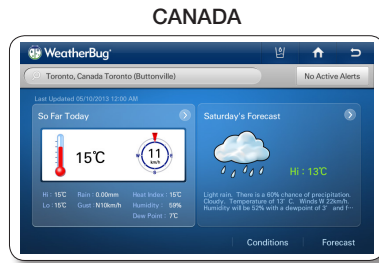 CANADA
WeatherBug
Toronto, Canada Toronto (Buttonville)
No Active Alerts
Last Updated 05/10/2013 12:00 AM
So Far Today
15℃
11
km/h
Hi : 15℃ Rain : 0.00mm Heat Index : 15℃
Lo : 15℃ Gust : N10km/h Humidity : 59%
Dew Point : 7℃
Saturday's Forecast
Hi : 13℃
Light rain. There is a 60% chance of precipitation.
Cloudy. Temperature of 13° C. Winds W 22km/h.
Humidity will be 52% with a dewpoint of 3° and f…
Conditions Forecast